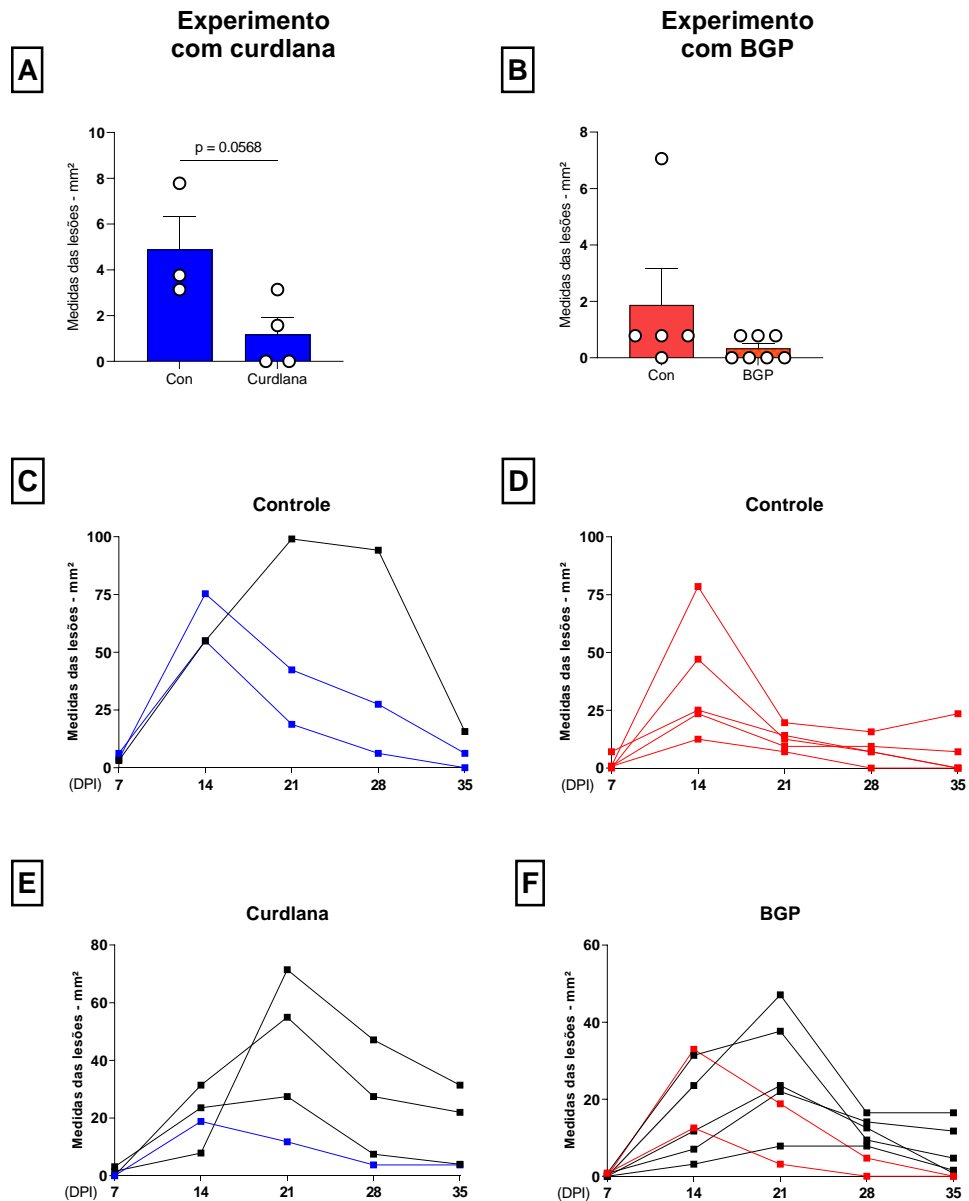 Experimento
com curdlana
Experimento
com BGP
A
B
Medidas das lesões - mm²
10
8
6
4
2
0
p = 0.0568
Con
Curdlana
Medidas das lesões - mm²
8
6
4
2
0
Con
BGP
C
D
Controle
Medidas das lesões - mm²
100
75
50
25
0
(DPI)
7
14
21
28
35
Controle
Medidas das lesões - mm²
100
75
50
25
0
(DPI)
7
14
21
28
35
E
F
Curdlana
Medidas das lesões - mm²
80
60
40
20
0
(DPI)
7
14
21
28
35
BGP
Medidas das lesões - mm²
60
40
20
0
(DPI)
7
14
21
28
35